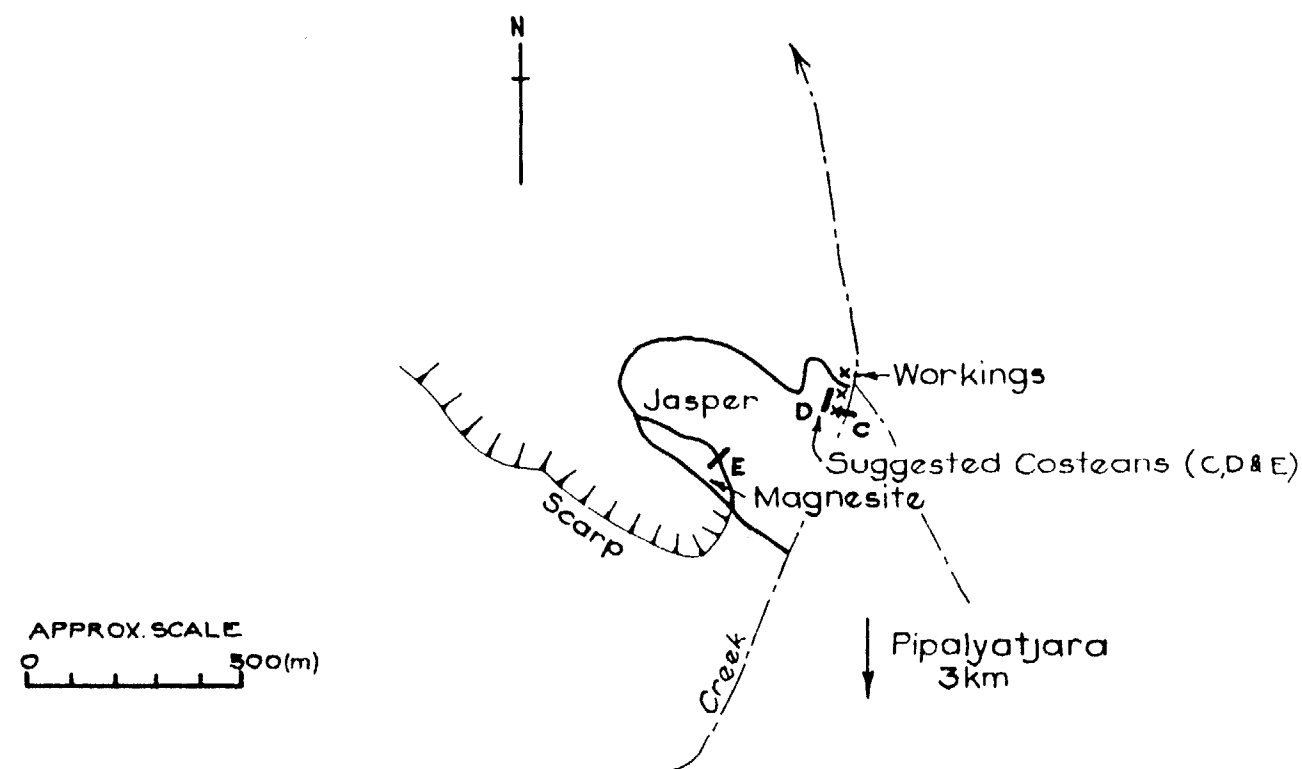 N
Workings
Jasper
D
C
Suggested Costeans (C,D & E)
E
Magnesite
Scarp
APPROX. SCALE
0 500(m)
Creek
Pipalyatjara
3km